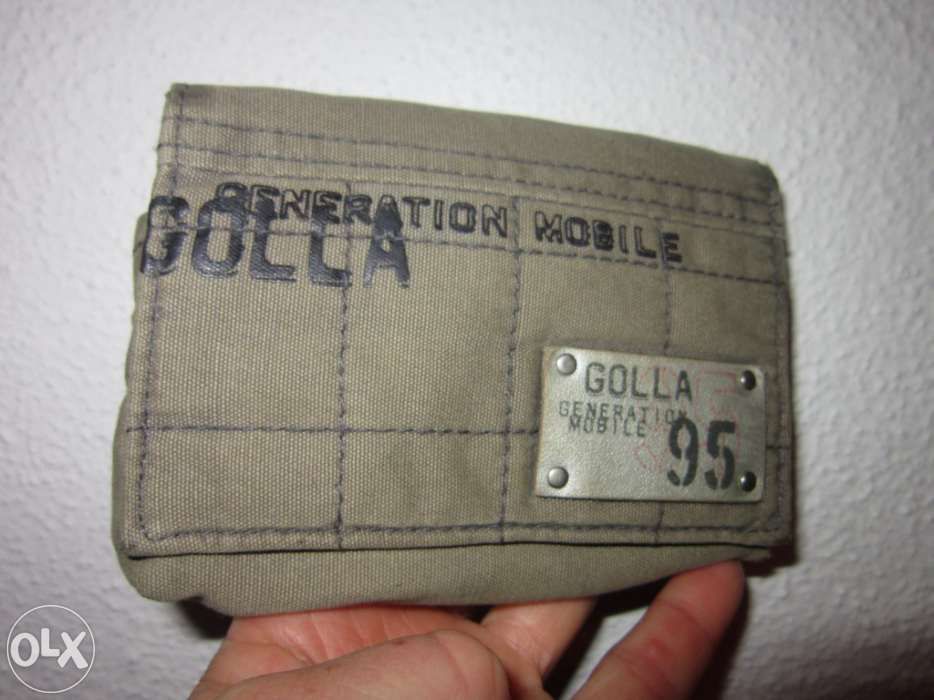 GENERATION MOBILE
GOLLA
GOLLA
GENERATION
MOBILE
95
OLX